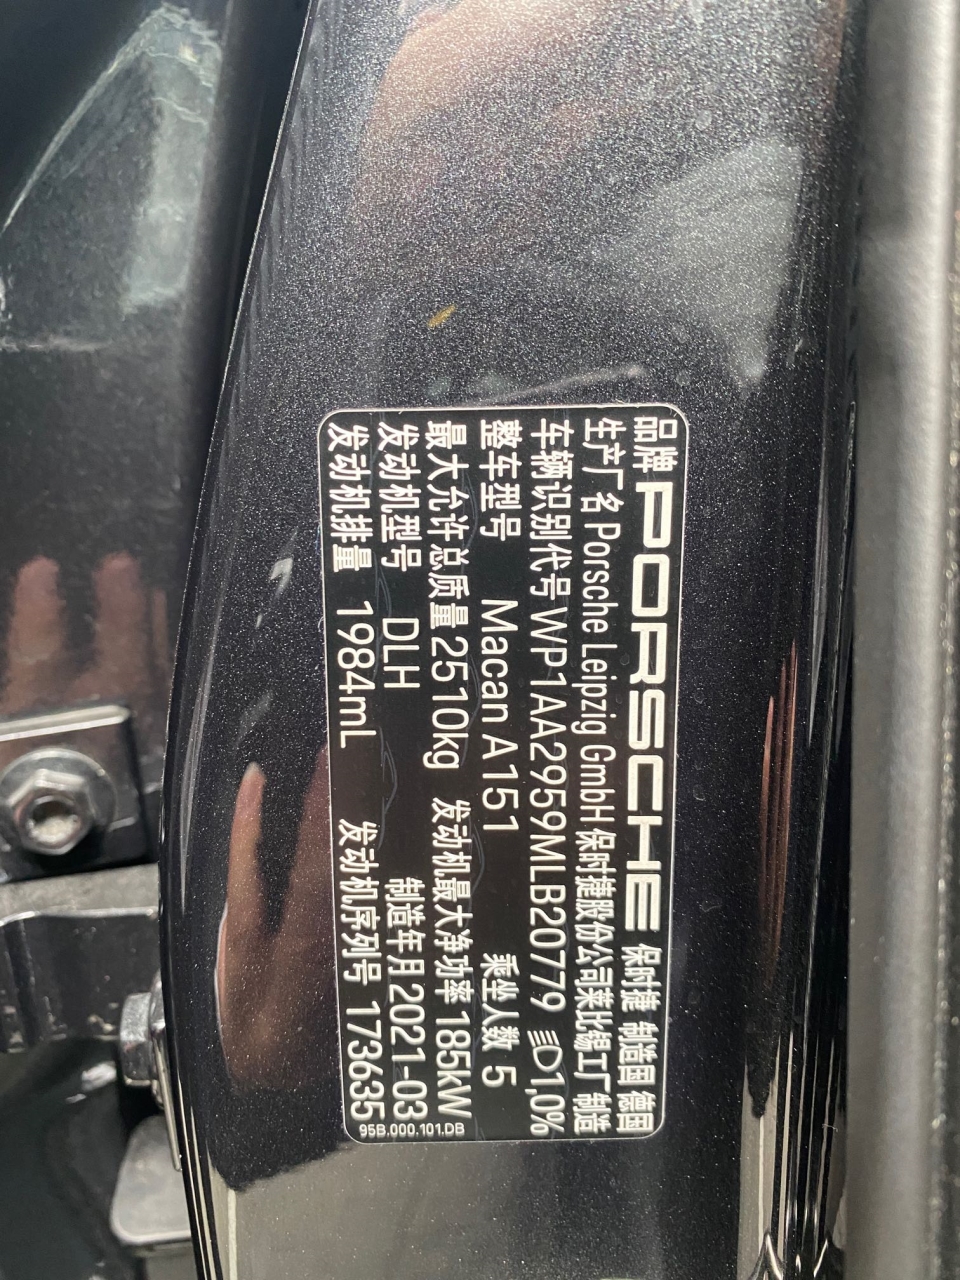 品牌 PORSCHE 保时捷 制造国 德国
生产厂名 Porsche Leipzig GmbH 保时捷股份公司莱比锡工厂制造
车辆识别代号 WP1AA2959MLB20779 1,0%
整车型号 Macan A151 乘坐人数 5
最大允许总质量 2510kg 发动机最大净功率 185kW
发动机型号 DLH 制造年月 2021-03
发动机排量 1984mL 发动机序列号 173635
95B.000.101.DB